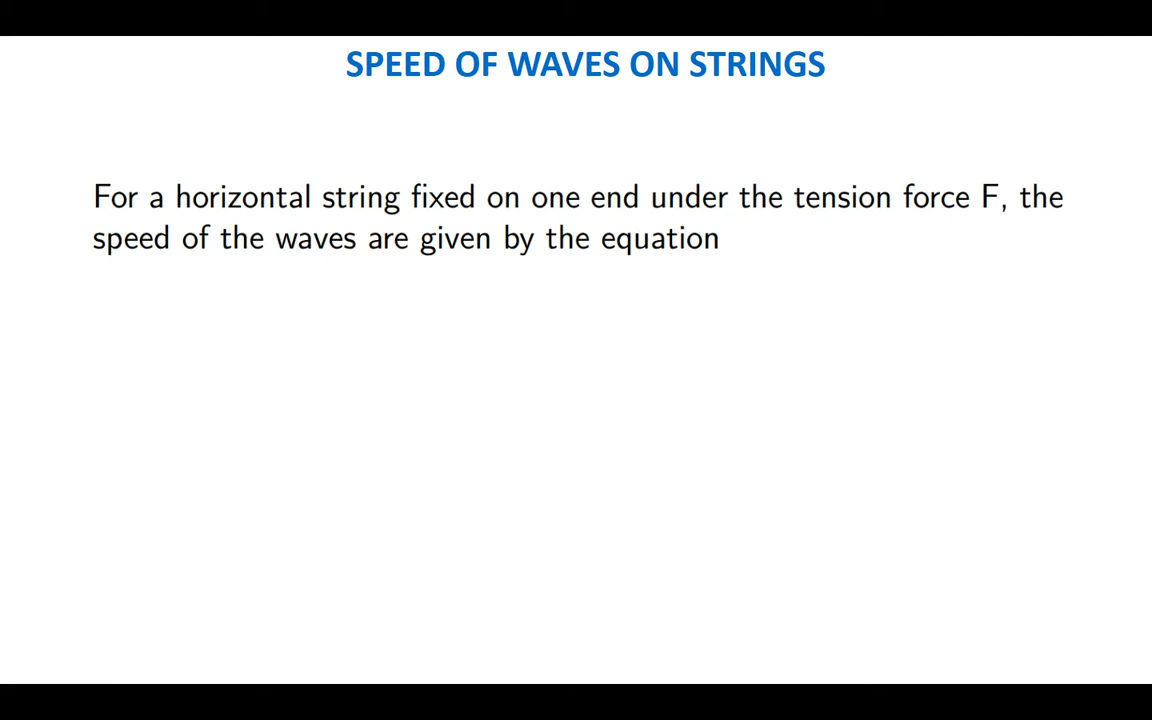 SPEED OF WAVES ON STRINGS
For a horizontal string fixed on one end under the tension force F, the
speed of the waves are given by the equation